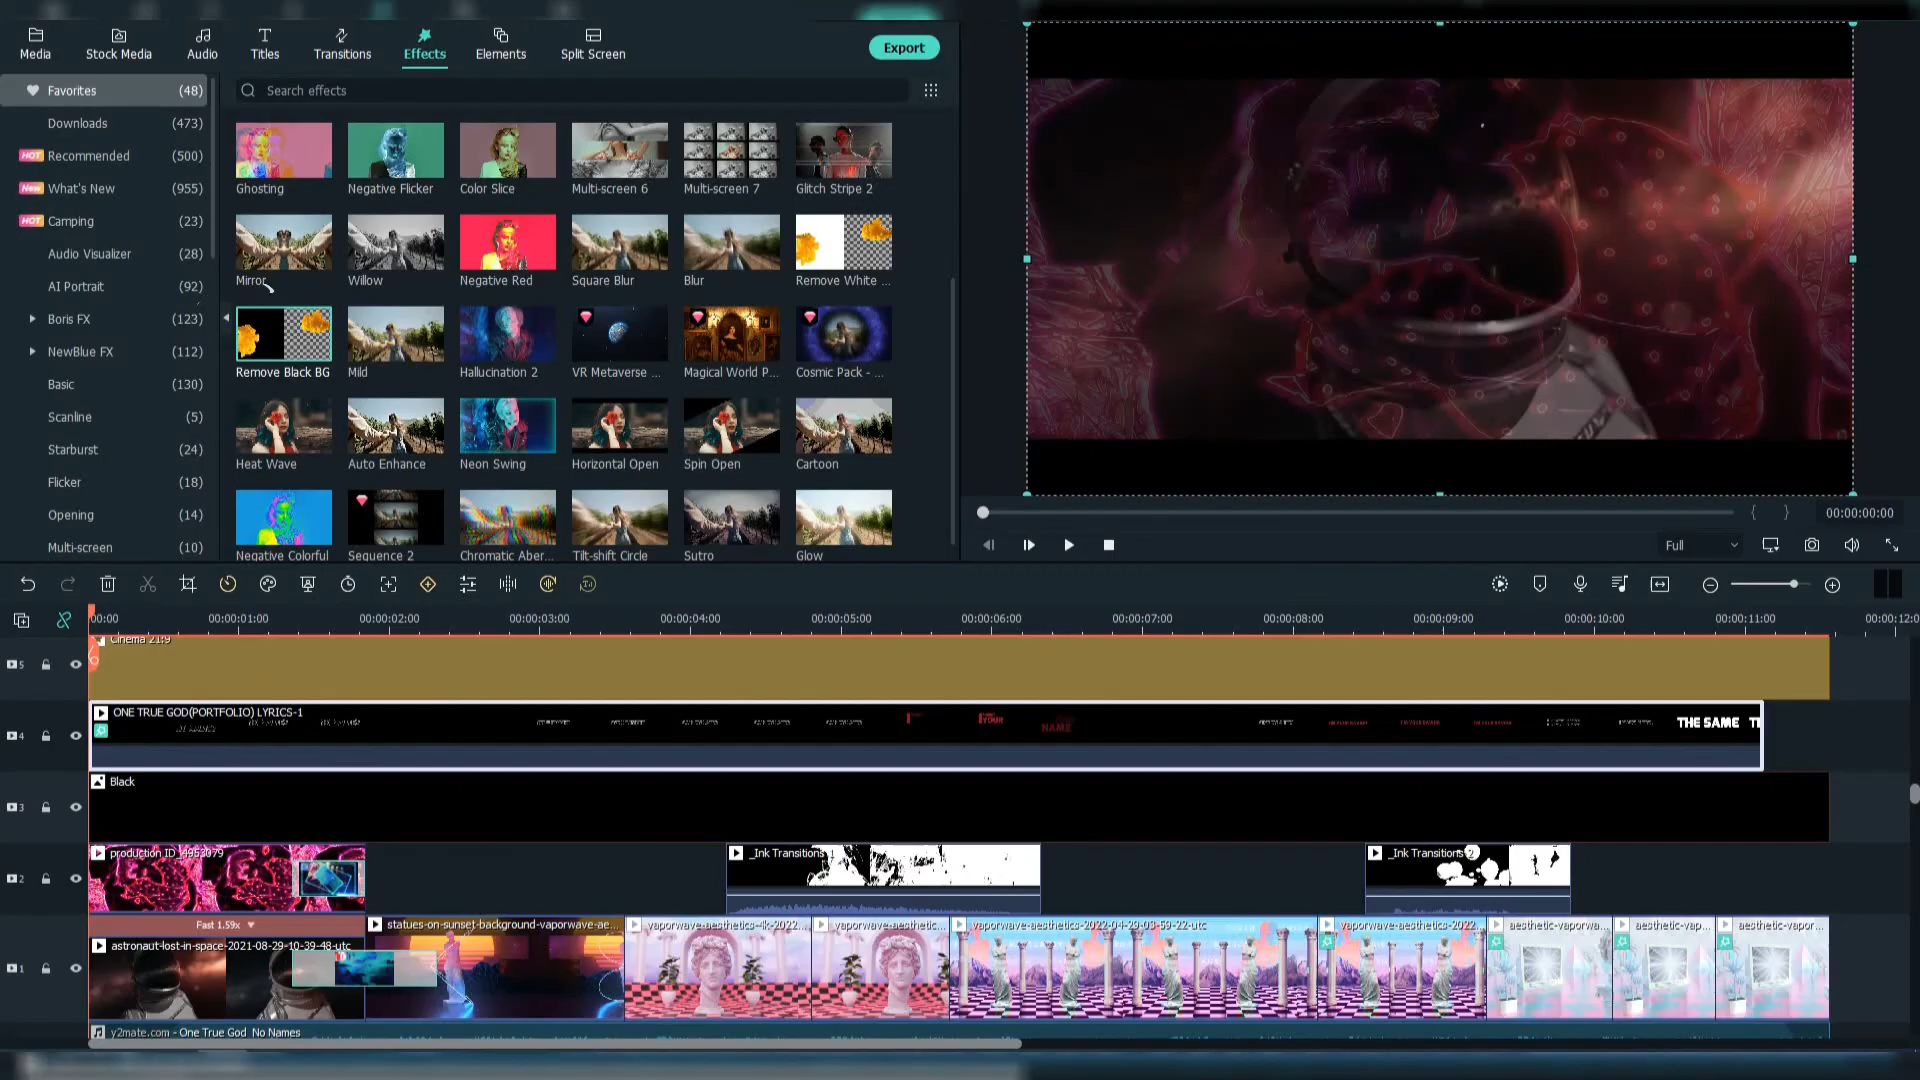 Media
Stock Media
Audio
Titles
Transitions
Effects
Elements
Split Screen
Export
Favorites (48)
Downloads (473)
HOT Recommended (500)
New What's New (955)
HOT Camping (23)
Audio Visualizer (28)
AI Portrait (92)
Boris FX (123)
NewBlue FX (112)
Basic (130)
Scanline (5)
Starburst (24)
Flicker (18)
Opening (14)
Multi-screen (10)
Search effects
Ghosting
Negative Flicker
Color Slice
Multi-screen 6
Multi-screen 7
Glitch Stripe 2
Mirror
Willow
Negative Red
Square Blur
Blur
Remove White ...
Remove Black BG
Mild
Hallucination 2
VR Metaverse ...
Magical World P...
Cosmic Pack - ...
Heat Wave
Auto Enhance
Neon Swing
Horizontal Open
Spin Open
Cartoon
Negative Colorful
Sequence 2
Chromatic Aber...
Tilt-shift Circle
Sutro
Glow
{ }
00:00:00:00
Full
00:00
00:00:01:00
00:00:02:00
00:00:03:00
00:00:04:00
00:00:05:00
00:00:06:00
00:00:07:00
00:00:08:00
00:00:09:00
00:00:10:00
00:00:11:00
00:00:12:0
5
Cinema 21:9
4
ONE TRUE GOD(PORTFOLIO) LYRICS-1
YOUR
NAME
THE SAME
3
Black
2
production ID_4953079
_Ink Transitions
_Ink Transitions 2
Fast 1.59x
1
astronaut-lost-in-space-2021-08-29-10-39-48-utc
statues-on-sunset-background-vaporwave-ae...
vaporwave-aesthetics-4k-2022...
vaporwave-aesthetic...
vaporwave-aesthetics-2022-04-29-03-59-22-utc
vaporwave-aesthetics-2022...
aesthetic-vaporwa...
aesthetic-vap...
aesthetic-vapor...
y2mate.com - One True God  No Names